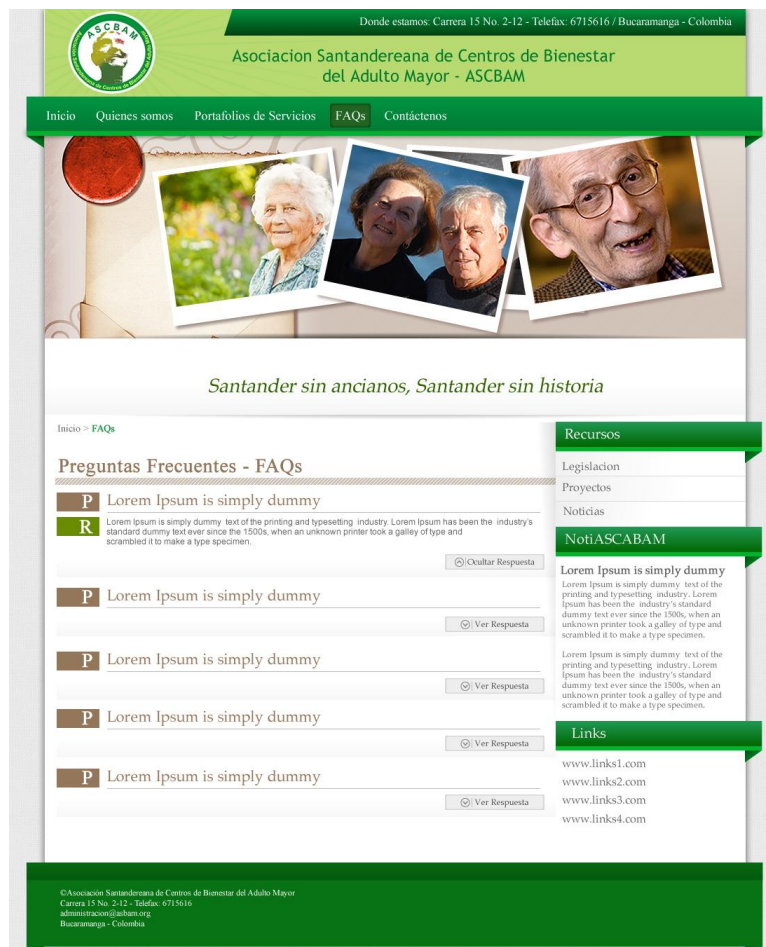 Donde estamos: Carrera 15 No. 2-12 - Telefax: 6715616 / Bucaramanga - Colombia
ASCBAM
Asociacion Santandereana de Centros de Bienestar
del Adulto Mayor - ASCBAM
Inicio Quienes somos Portafolios de Servicios FAQs Contáctenos
Santander sin ancianos, Santander sin historia
Inicio > FAQs
Preguntas Frecuentes - FAQs
P Lorem Ipsum is simply dummy
R Lorem Ipsum is simply dummy text of the printing and typesetting industry. Lorem Ipsum has been the industry's
standard dummy text ever since the 1500s, when an unknown printer took a galley of type and
scrambled it to make a type specimen.
Ocultar Respuesta
P Lorem Ipsum is simply dummy
Ver Respuesta
P Lorem Ipsum is simply dummy
Ver Respuesta
P Lorem Ipsum is simply dummy
Ver Respuesta
P Lorem Ipsum is simply dummy
Ver Respuesta
Recursos
Legislacion
Proyectos
Noticias
NotiASCABAM
Lorem Ipsum is simply dummy
Lorem Ipsum is simply dummy text of the
printing and typesetting industry. Lorem
Ipsum has been the industry's standard
dummy text ever since the 1500s, when an
unknown printer took a galley of type and
scrambled it to make a type specimen.
Lorem Ipsum is simply dummy text of the
printing and typesetting industry. Lorem
Ipsum has been the industry's standard
dummy text ever since the 1500s, when an
unknown printer took a galley of type and
scrambled it to make a type specimen.
Links
www.links1.com
www.links2.com
www.links3.com
www.links4.com
©Asociación Santandereana de Centros de Bienestar del Adulto Mayor
Carrera 15 No. 2-12 - Telefax: 6715616
administracion@asbam.org
Bucaramanga - Colombia